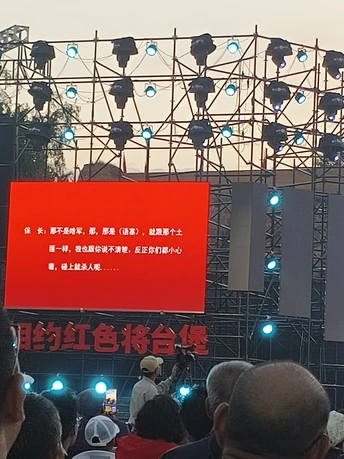 保　长：那不是啥军，那，那是（语塞），就跟那个土
匪一样，我也跟你说不清楚，反正你们都小心
着，碰上就杀人呢……
相约红色将台堡